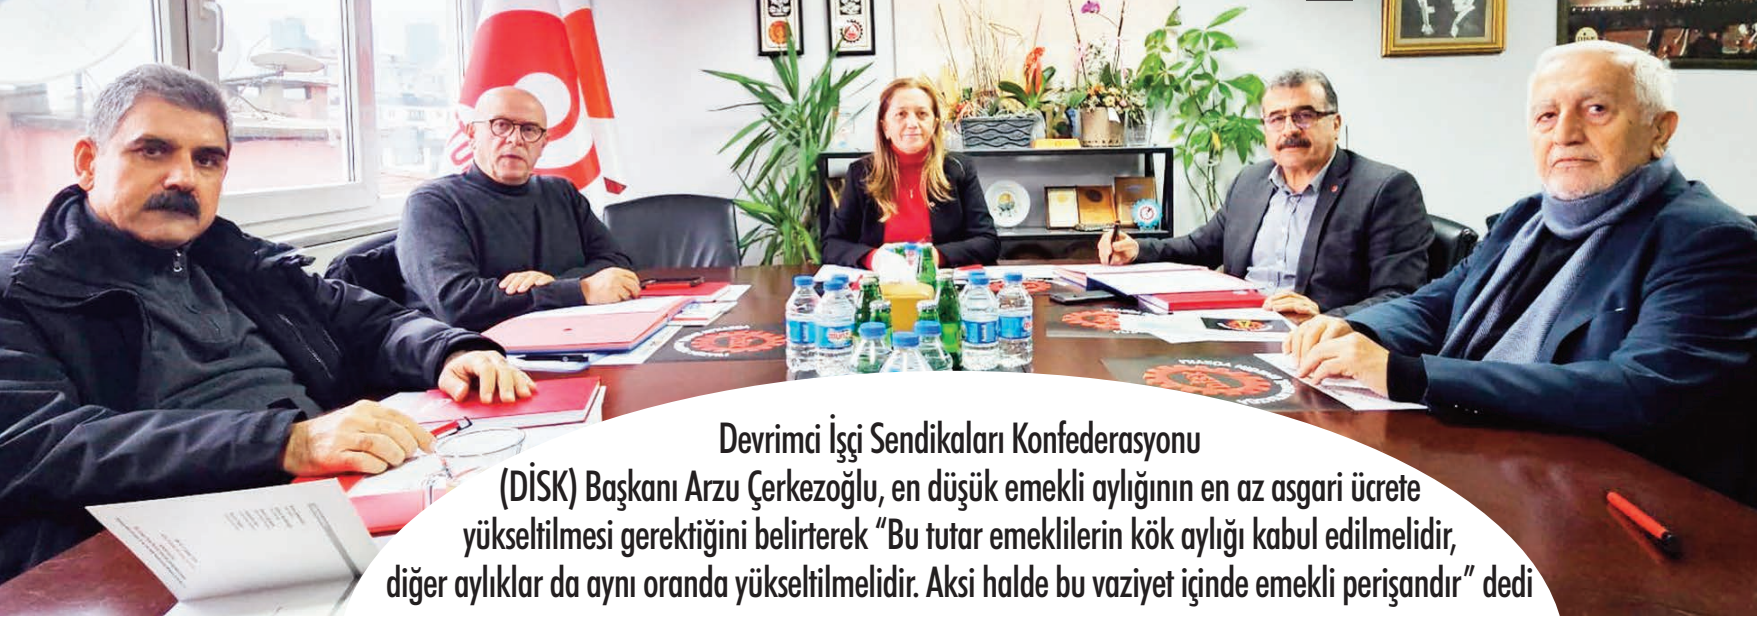 Devrimci İşçi Sendikaları Konfederasyonu
(DİSK) Başkanı Arzu Çerkezoğlu, en düşük emekli aylığının en az asgari ücrete
yükseltilmesi gerektiğini belirterek “Bu tutar emeklilerin kök aylığı kabul edilmelidir,
diğer aylıklar da aynı oranda yükseltilmelidir. Aksi halde bu vaziyet içinde emekli perişandır” dedi